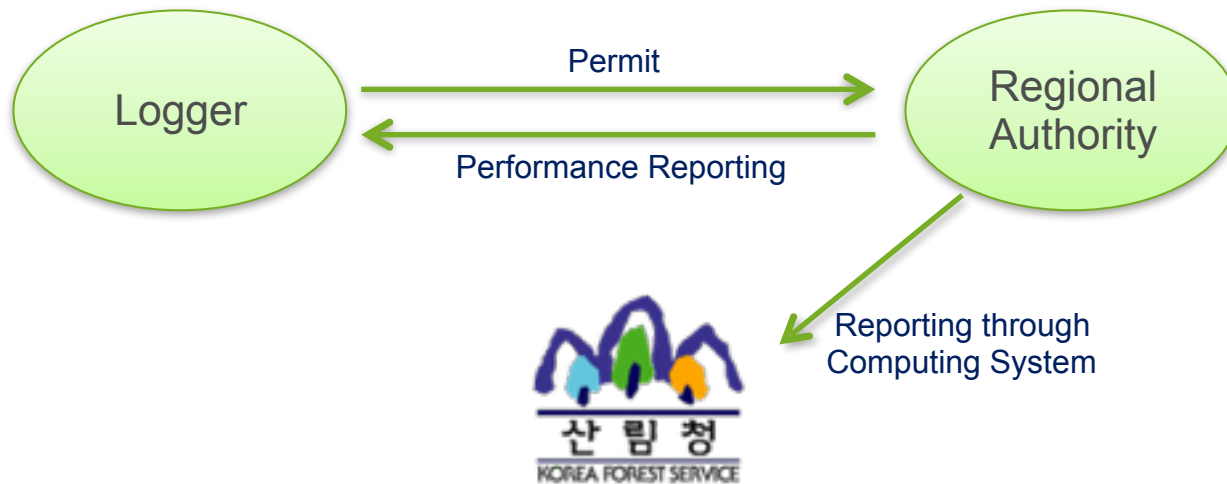 Permit
Logger
Regional
Authority
Performance Reporting
Reporting through
Computing System
산림청
KOREA FOREST SERVICE